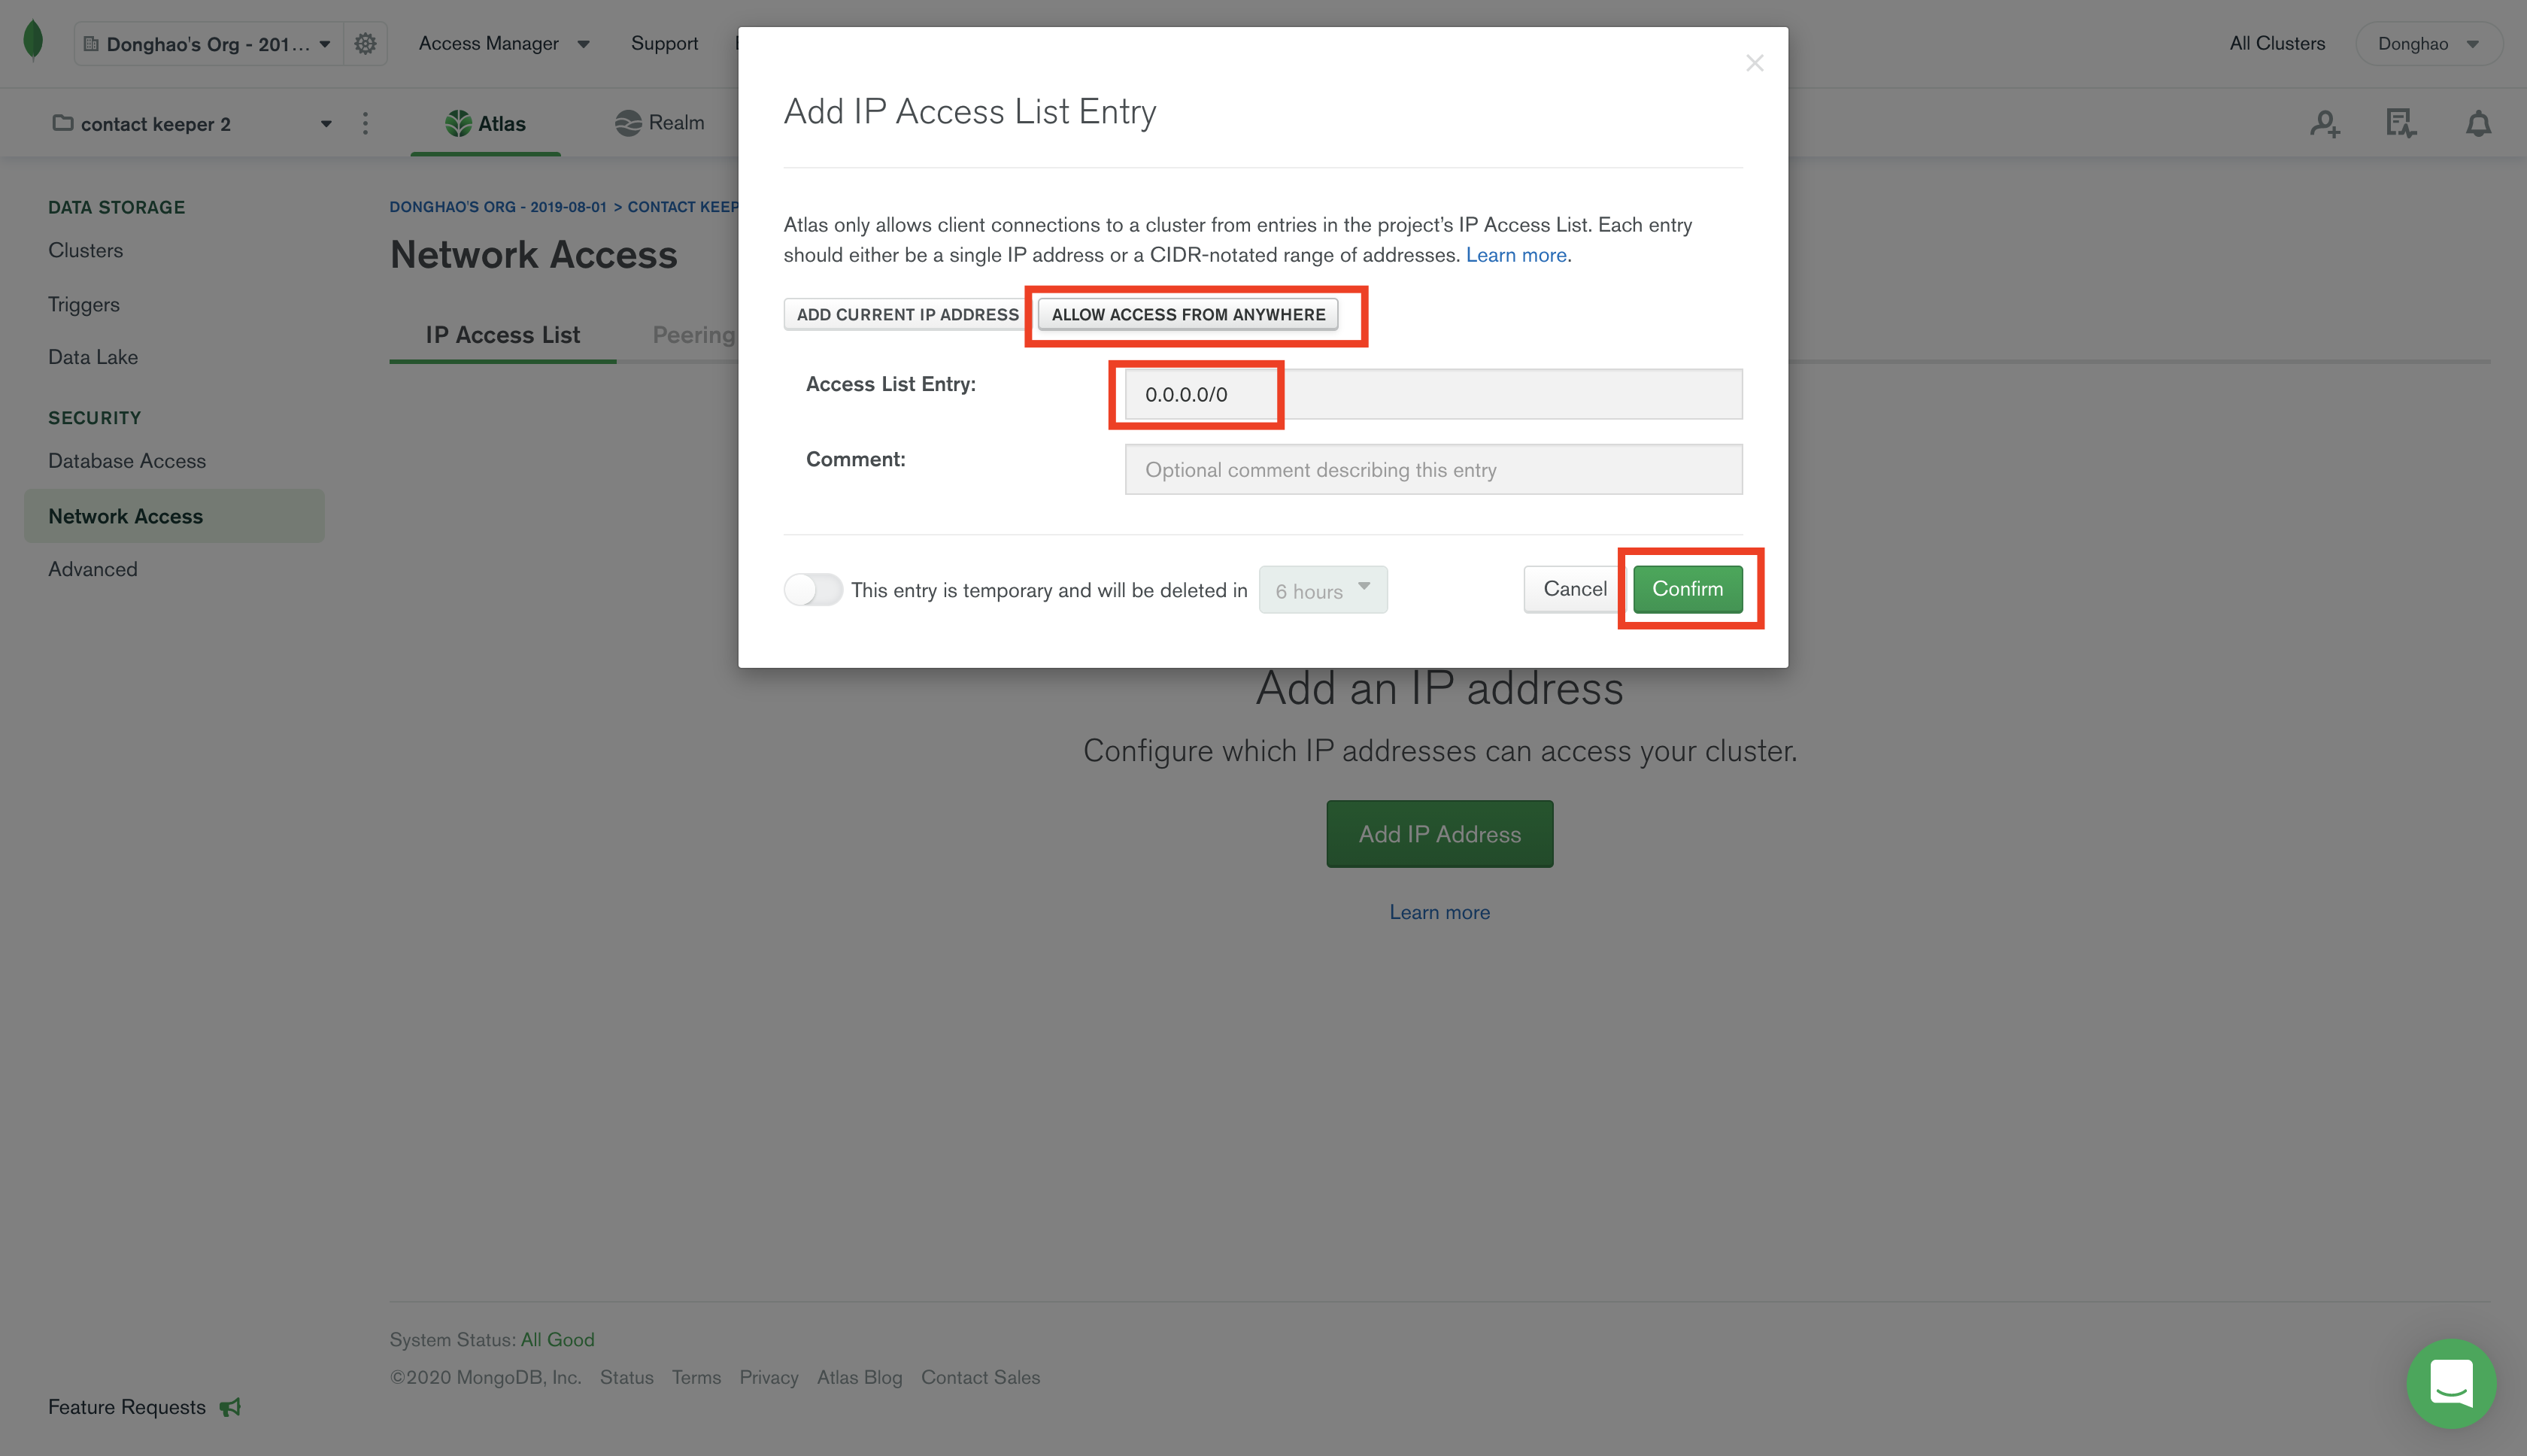 Donghao's Org - 201...
Access Manager
Support
All Clusters
Donghao
contact keeper 2
Atlas
Realm
DATA STORAGE
Clusters
Triggers
Data Lake
SECURITY
Database Access
Network Access
Advanced
DONGHAO'S ORG - 2019-08-01 > CONTACT KEEP
Network Access
IP Access List
Peering
Add IP Access List Entry
Atlas only allows client connections to a cluster from entries in the project's IP Access List. Each entry
should either be a single IP address or a CIDR-notated range of addresses. Learn more.
ADD CURRENT IP ADDRESS
ALLOW ACCESS FROM ANYWHERE
Access List Entry:
0.0.0.0/0
Comment:
Optional comment describing this entry
This entry is temporary and will be deleted in
6 hours
Cancel
Confirm
Add an IP address
Configure which IP addresses can access your cluster.
Add IP Address
Learn more
System Status: All Good
©2020 MongoDB, Inc. Status Terms Privacy Atlas Blog Contact Sales
Feature Requests